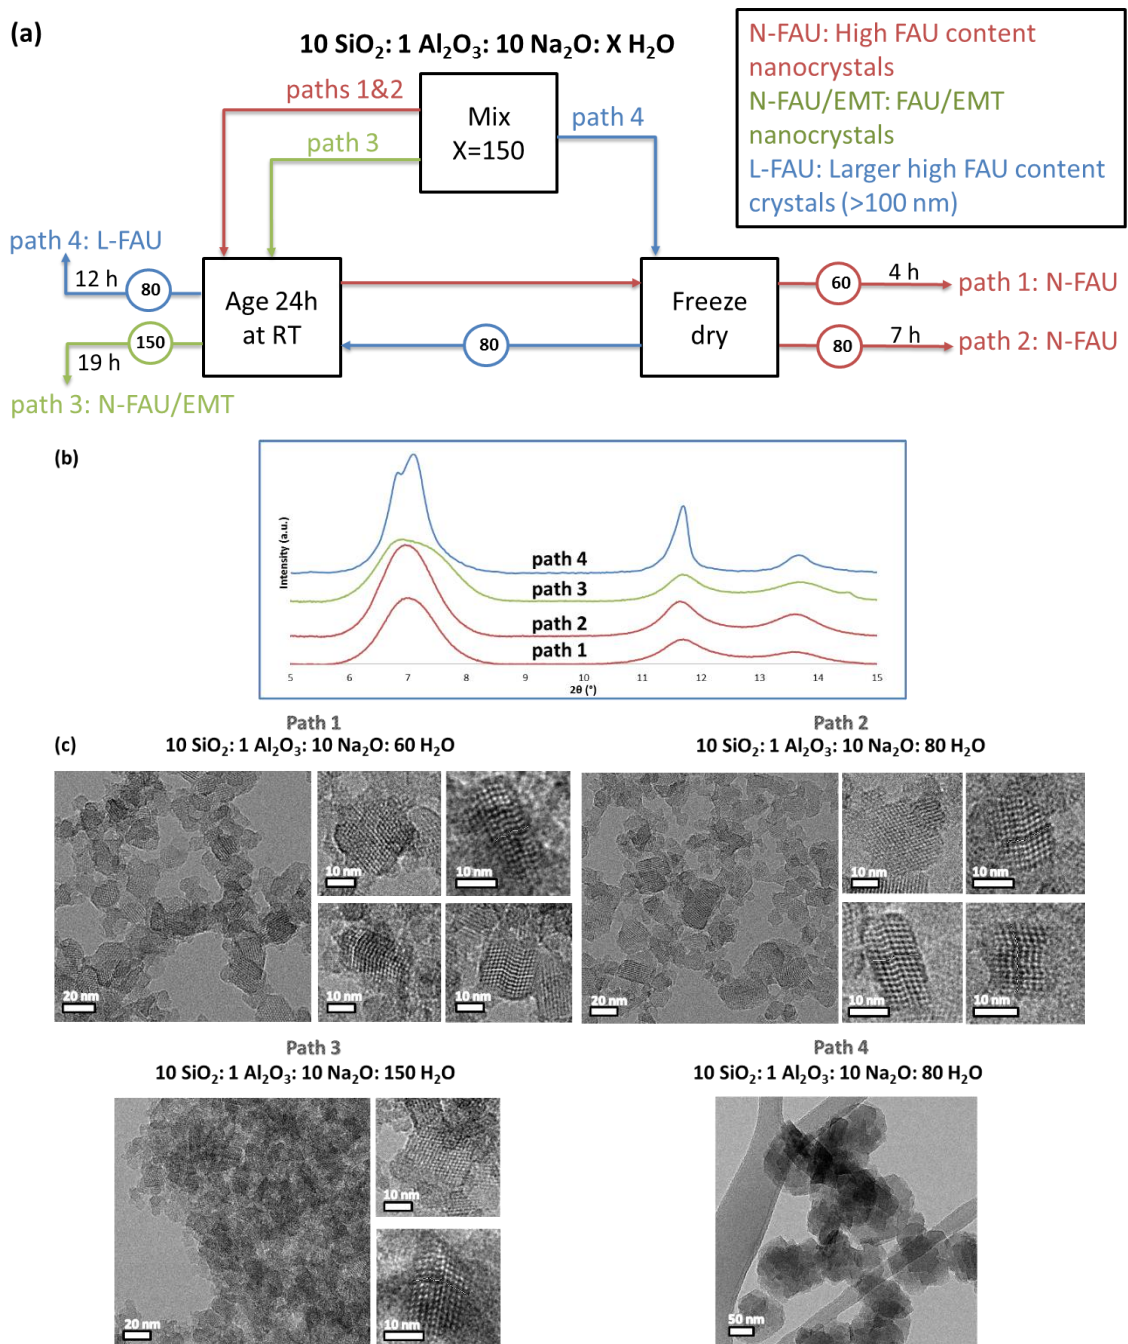 (a)
10 SiO₂: 1 Al₂O₃: 10 Na₂O: X H₂O
N-FAU: High FAU content
nanocrystals
N-FAU/EMT: FAU/EMT
nanocrystals
L-FAU: Larger high FAU content
crystals (>100 nm)
paths 1&2
path 3
Mix
X=150
path 4
path 4: L-FAU
12 h
80
Age 24h
at RT
80
Freeze
dry
60
4 h
path 1: N-FAU
150
19 h
80
7 h
path 2: N-FAU
path 3: N-FAU/EMT
(b)
Intensity (a.u.)
path 4
path 3
path 2
path 1
5 6 7 8 9 10 11 12 13 14 15
2θ (°)
(c)
Path 1
10 SiO₂: 1 Al₂O₃: 10 Na₂O: 60 H₂O
20 nm
10 nm
10 nm
10 nm
10 nm
Path 2
10 SiO₂: 1 Al₂O₃: 10 Na₂O: 80 H₂O
20 nm
10 nm
10 nm
10 nm
10 nm
Path 3
10 SiO₂: 1 Al₂O₃: 10 Na₂O: 150 H₂O
20 nm
10 nm
10 nm
Path 4
10 SiO₂: 1 Al₂O₃: 10 Na₂O: 80 H₂O
50 nm